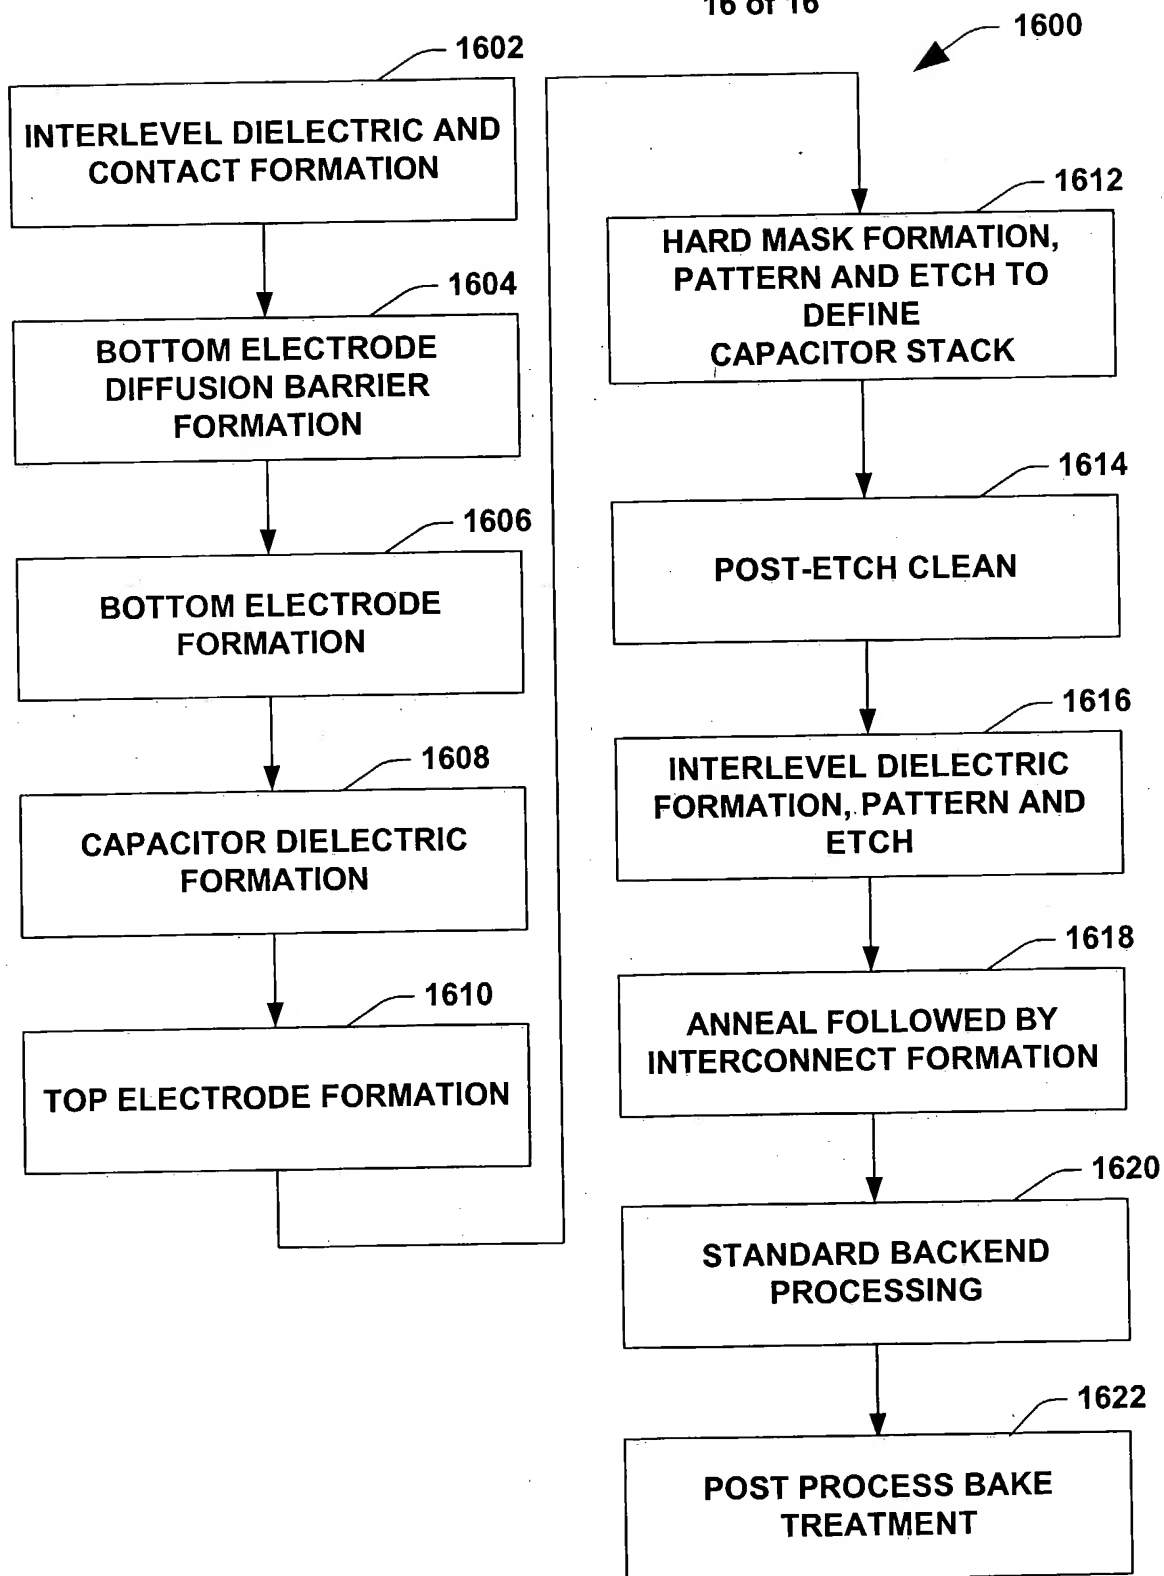 16 of 16
1600
1602
INTERLEVEL DIELECTRIC AND
CONTACT FORMATION
1604
BOTTOM ELECTRODE
DIFFUSION BARRIER
FORMATION
1606
BOTTOM ELECTRODE
FORMATION
1608
CAPACITOR DIELECTRIC
FORMATION
1610
TOP ELECTRODE FORMATION
1612
HARD MASK FORMATION,
PATTERN AND ETCH TO
DEFINE
CAPACITOR STACK
1614
POST-ETCH CLEAN
1616
INTERLEVEL DIELECTRIC
FORMATION, PATTERN AND
ETCH
1618
ANNEAL FOLLOWED BY
INTERCONNECT FORMATION
1620
STANDARD BACKEND
PROCESSING
1622
POST PROCESS BAKE
TREATMENT